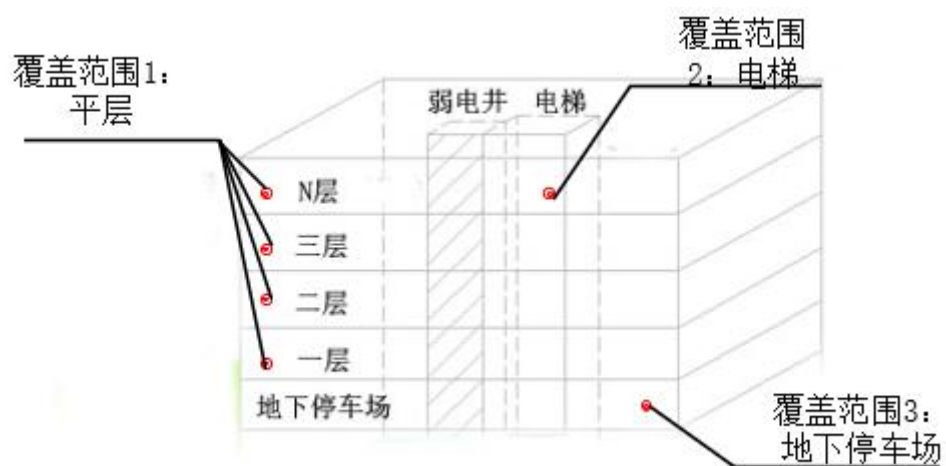 覆盖范围1:
平层
覆盖范围
2: 电梯
弱电井 电梯
N层
三层
二层
一层
地下停车场
覆盖范围3:
地下停车场